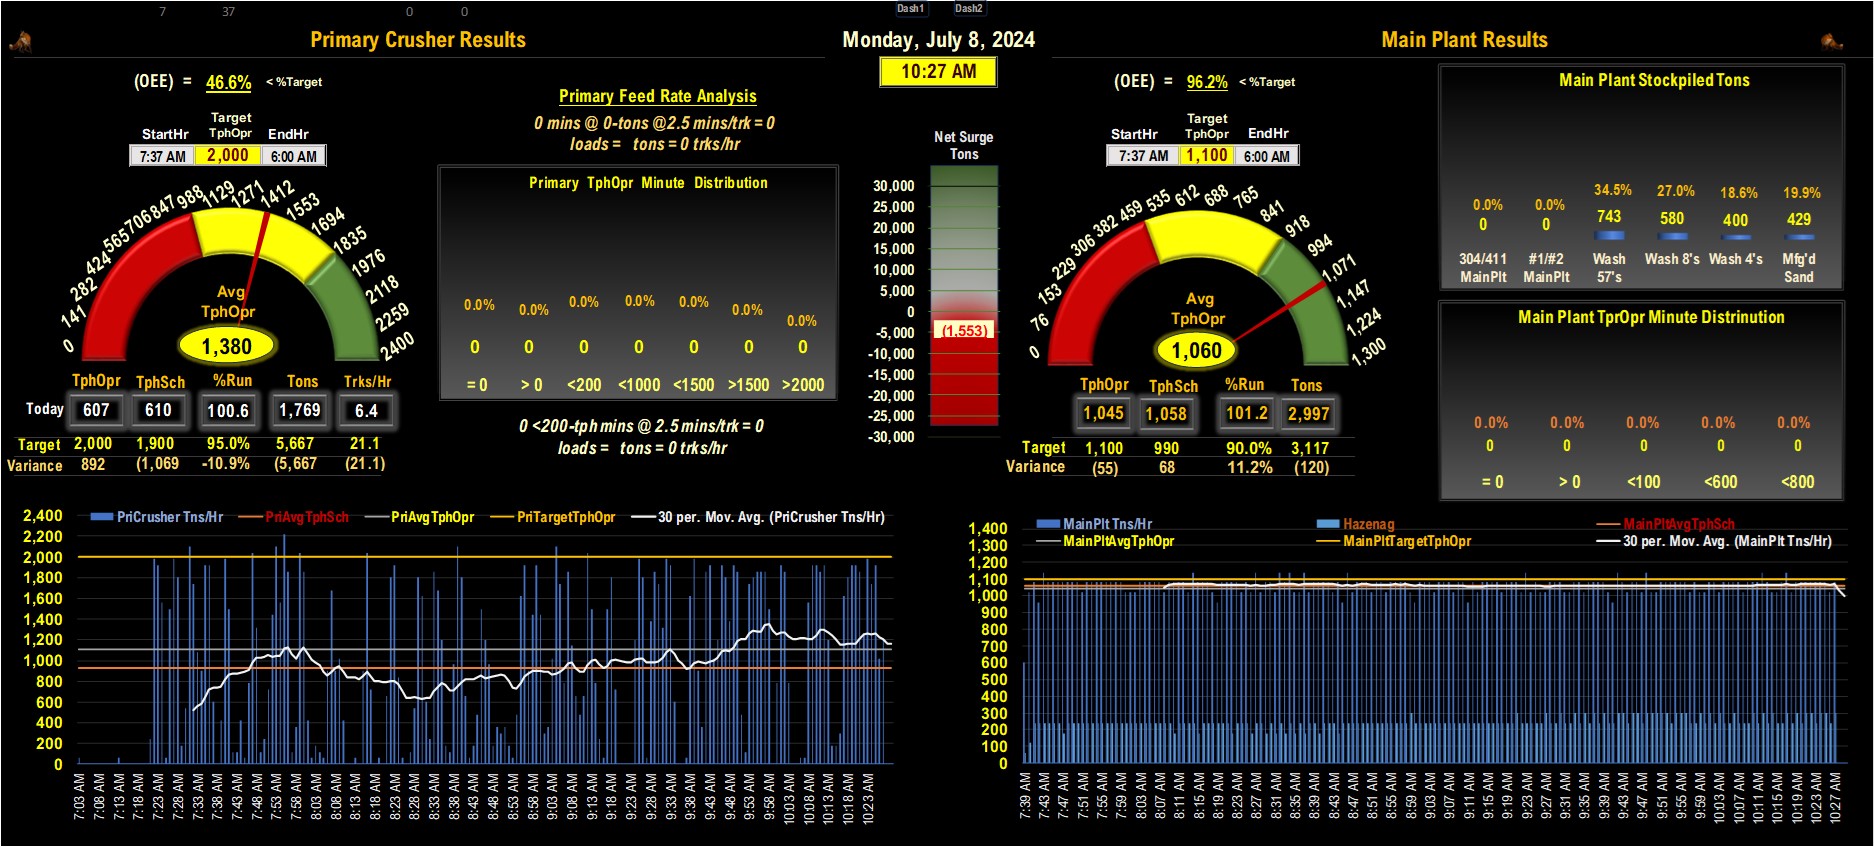 7 37 0 0 Dash1 Dash2
Primary Crusher Results
Monday, July 8, 2024
Main Plant Results
10:27 AM
(OEE) = 46.6% < %Target
Target
StartHr TphOpr EndHr
7:37 AM 2,000 6:00 AM
0 141 282 424 565 706 847 988 1129 1271 1412 1553 1694 1835 1976 2118 2259 2400
Avg
TphOpr
1,380
TphOpr TphSch %Run Tons Trks/Hr
Today 607 610 100.6 1,769 6.4
Target 2,000 1,900 95.0% 5,667 21.1
Variance 892 (1,069 -10.9% (5,667 (21.1)
Primary Feed Rate Analysis
0 mins @ 0-tons @2.5 mins/trk = 0
loads = tons = 0 trks/hr
Primary TphOpr Minute Distribution
0.0% 0.0% 0.0% 0.0% 0.0% 0.0% 0.0%
0 0 0 0 0 0 0
= 0 > 0 <200 <1000 <1500 >1500 >2000
0 <200-tph mins @ 2.5 mins/trk = 0
loads = tons = 0 trks/hr
Net Surge
Tons
30,000
25,000
20,000
15,000
10,000
5,000
0
-5,000
(1,553)
-10,000
-15,000
-20,000
-25,000
-30,000
(OEE) = 96.2% < %Target
Target
StartHr TphOpr EndHr
7:37 AM 1,100 6:00 AM
0 76 153 229 306 382 459 535 612 688 765 841 918 994 1,071 1,147 1,224 1,300
Avg
TphOpr
1,060
TphOpr TphSch %Run Tons
1,045 1,058 101.2 2,997
Target 1,100 990 90.0% 3,117
Variance (55) 68 11.2% (120)
Main Plant Stockpiled Tons
0.0% 0.0% 34.5% 27.0% 18.6% 19.9%
0 0 743 580 400 429
304/411 #1/#2 Wash Wash 8's Wash 4's Mfg'd
MainPlt MainPlt 57's Sand
Main Plant TprOpr Minute Distrinution
0.0% 0.0% 0.0% 0.0% 0.0%
0 0 0 0 0
= 0 > 0 <100 <600 <800
PriCrusher Tns/Hr PriAvgTphSch PriAvgTphOpr PriTargetTphOpr 30 per. Mov. Avg. (PriCrusher Tns/Hr)
2,400
2,200
2,000
1,800
1,600
1,400
1,200
1,000
800
600
400
200
0
7:03 AM 7:08 AM 7:13 AM 7:18 AM 7:23 AM 7:28 AM 7:33 AM 7:38 AM 7:43 AM 7:48 AM 7:53 AM 7:58 AM 8:03 AM 8:08 AM 8:13 AM 8:18 AM 8:23 AM 8:28 AM 8:33 AM 8:38 AM 8:43 AM 8:48 AM 8:53 AM 8:58 AM 9:03 AM 9:08 AM 9:13 AM 9:18 AM 9:23 AM 9:28 AM 9:33 AM 9:38 AM 9:43 AM 9:48 AM 9:53 AM 9:58 AM 10:03 AM 10:08 AM 10:13 AM 10:18 AM 10:23 AM
MainPlt Tns/Hr Hazenag MainPltAvgTphSch
MainPltAvgTphOpr MainPltTargetTphOpr 30 per. Mov. Avg. (MainPlt Tns/Hr)
1,400
1,300
1,200
1,100
1,000
900
800
700
600
500
400
300
200
100
0
7:39 AM 7:43 AM 7:47 AM 7:51 AM 7:55 AM 7:59 AM 8:03 AM 8:07 AM 8:11 AM 8:15 AM 8:19 AM 8:23 AM 8:27 AM 8:31 AM 8:35 AM 8:39 AM 8:43 AM 8:47 AM 8:51 AM 8:55 AM 8:59 AM 9:03 AM 9:07 AM 9:11 AM 9:15 AM 9:19 AM 9:23 AM 9:27 AM 9:31 AM 9:35 AM 9:39 AM 9:43 AM 9:47 AM 9:51 AM 9:55 AM 9:59 AM 10:03 AM 10:07 AM 10:11 AM 10:15 AM 10:19 AM 10:23 AM 10:27 AM